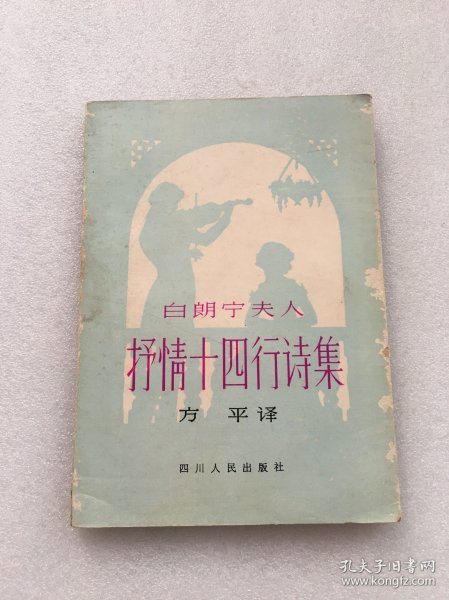 白朗宁夫人
抒情十四行诗集
方 平译
四川人民出版社
孔夫子旧书网
www.kongfz.com